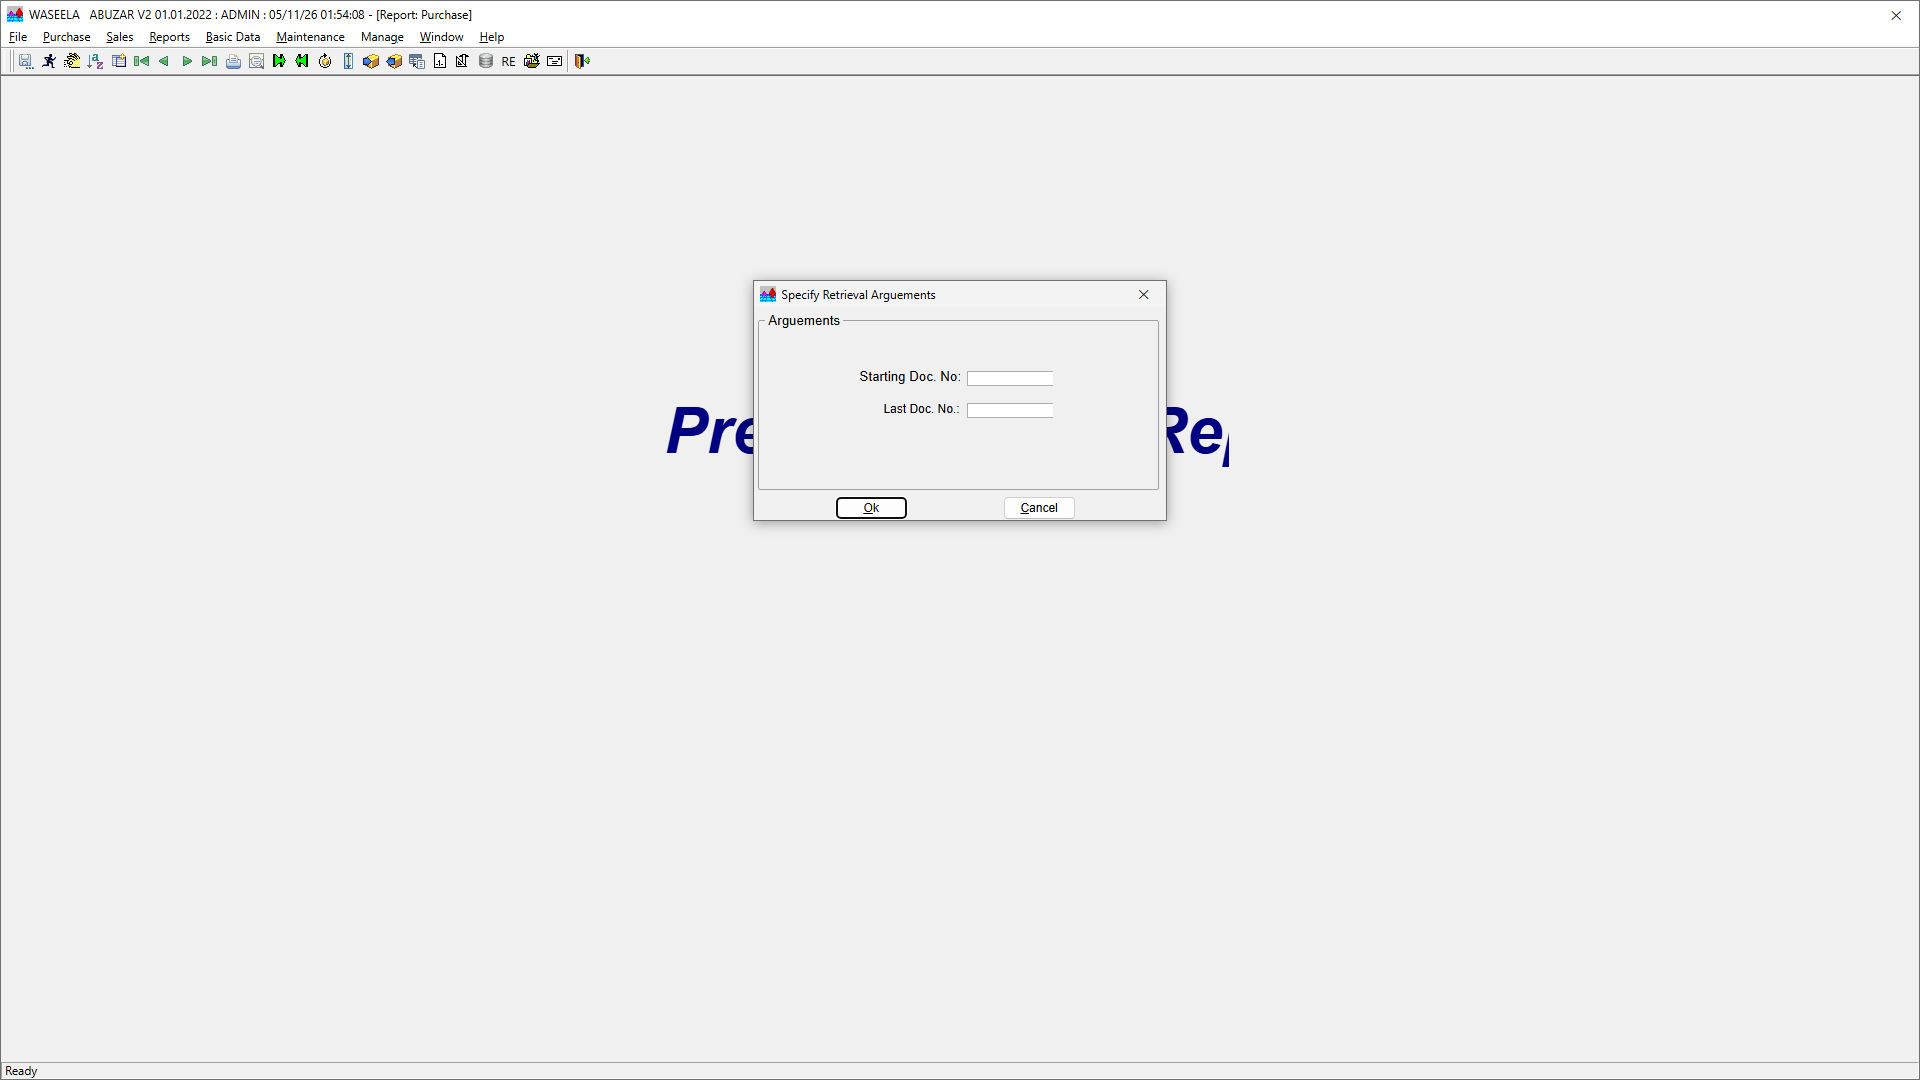 WASEELA   ABUZAR V2 01.01.2022 : ADMIN : 05/11/26 01:54:08 - [Report: Purchase]
File Purchase Sales Reports Basic Data Maintenance Manage Window Help
RE
Specify Retrieval Arguements
Arguements
Starting Doc. No:
Last Doc. No.:
Pre Rep
Ok Cancel
Ready